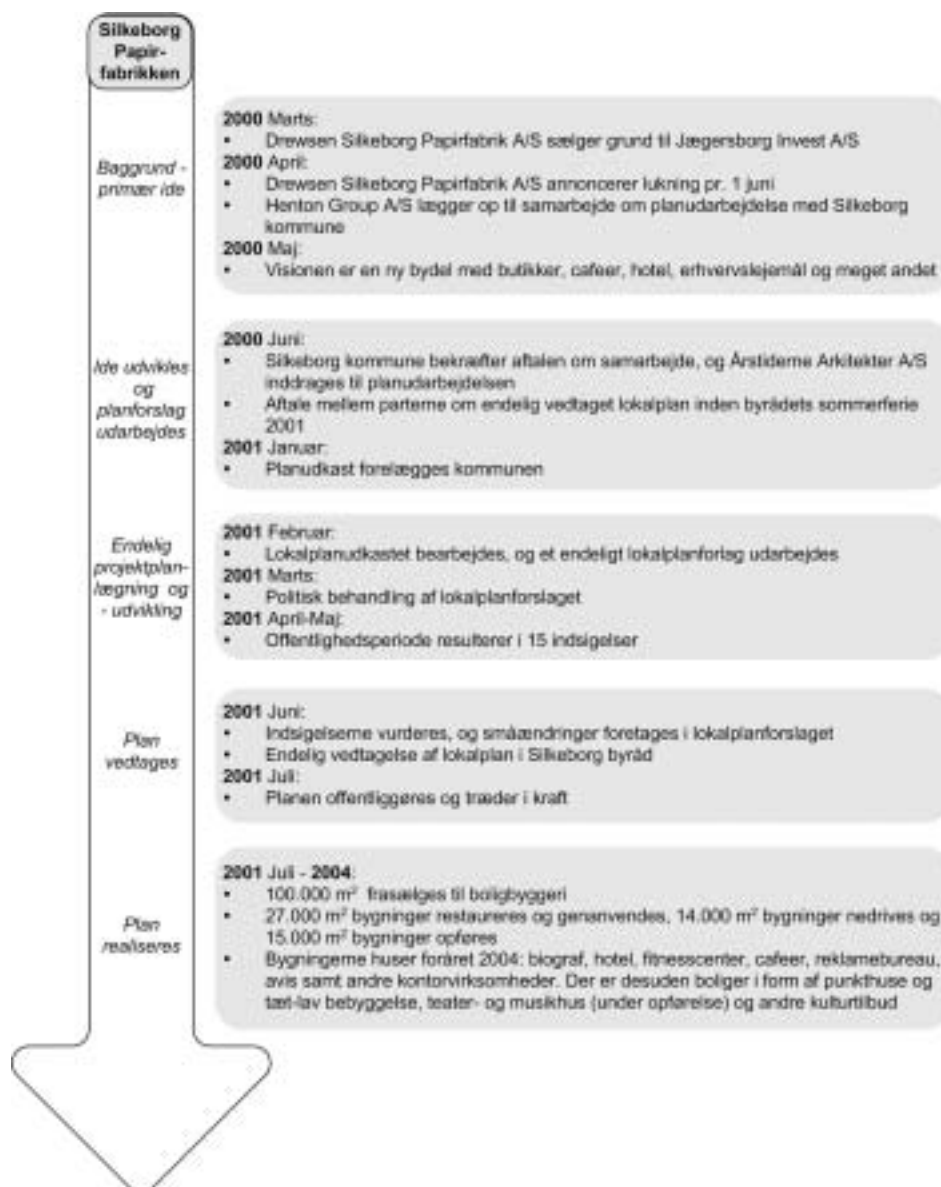 Silkeborg
Papir-
fabrikken
Baggrund -
primær ide
2000 Marts:
• Drewsen Silkeborg Papirfabrik A/S sælger grund til Jægersborg Invest A/S
2000 April:
• Drewsen Silkeborg Papirfabrik A/S annoncerer lukning pr. 1 juni
• Henton Group A/S lægger op til samarbejde om planudarbejdelse med Silkeborg
kommune
2000 Maj:
• Visionen er en ny bydel med butikker, cafeer, hotel, erhvervslejemål og meget andet
Ide udvikles
og
planforslag
udarbejdes
2000 Juni:
• Silkeborg kommune bekræfter aftalen om samarbejde, og Årstiderne Arkitekter A/S
inddrages til planudarbejdelsen
• Aftale mellem parterne om endelig vedtaget lokalplan inden byrådets sommerferie
2001
2001 Januar:
• Planudkast forelægges kommunen
Endelig
projektplan-
lægning og
- udvikling
2001 Februar:
• Lokalplanudkastet bearbejdes, og et endeligt lokalplanforlag udarbejdes
2001 Marts:
• Politisk behandling af lokalplanforslaget
2001 April-Maj:
• Offentlighedsperiode resulterer i 15 indsigelser
Plan
vedtages
2001 Juni:
• Indsigelserne vurderes, og småændringer foretages i lokalplanforslaget
• Endelig vedtagelse af lokalplan i Silkeborg byråd
2001 Juli:
• Planen offentliggøres og træder i kraft
Plan
realiseres
2001 Juli - 2004:
• 100.000 m² frasælges til boligbyggeri
• 27.000 m² bygninger restaureres og genanvendes, 14.000 m² bygninger nedrives og
15.000 m² bygninger opføres
• Bygningerne huser foråret 2004: biograf, hotel, fitnesscenter, cafeer, reklamebureau,
avis samt andre kontorvirksomheder. Der er desuden boliger i form af punkthuse og
tæt-lav bebyggelse, teater- og musikhus (under opførelse) og andre kulturtilbud